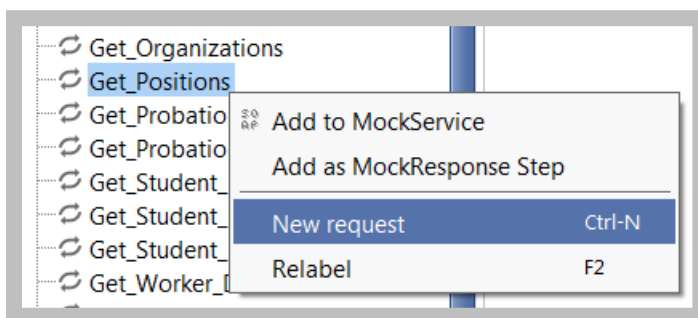 Get_Organizations
Get_Positions
Get_Probatio
Add to MockService
Get_Probatio
Add as MockResponse Step
Get_Student_
Get_Student_
New request Ctrl-N
Get_Student_
Relabel F2
Get_Worker_